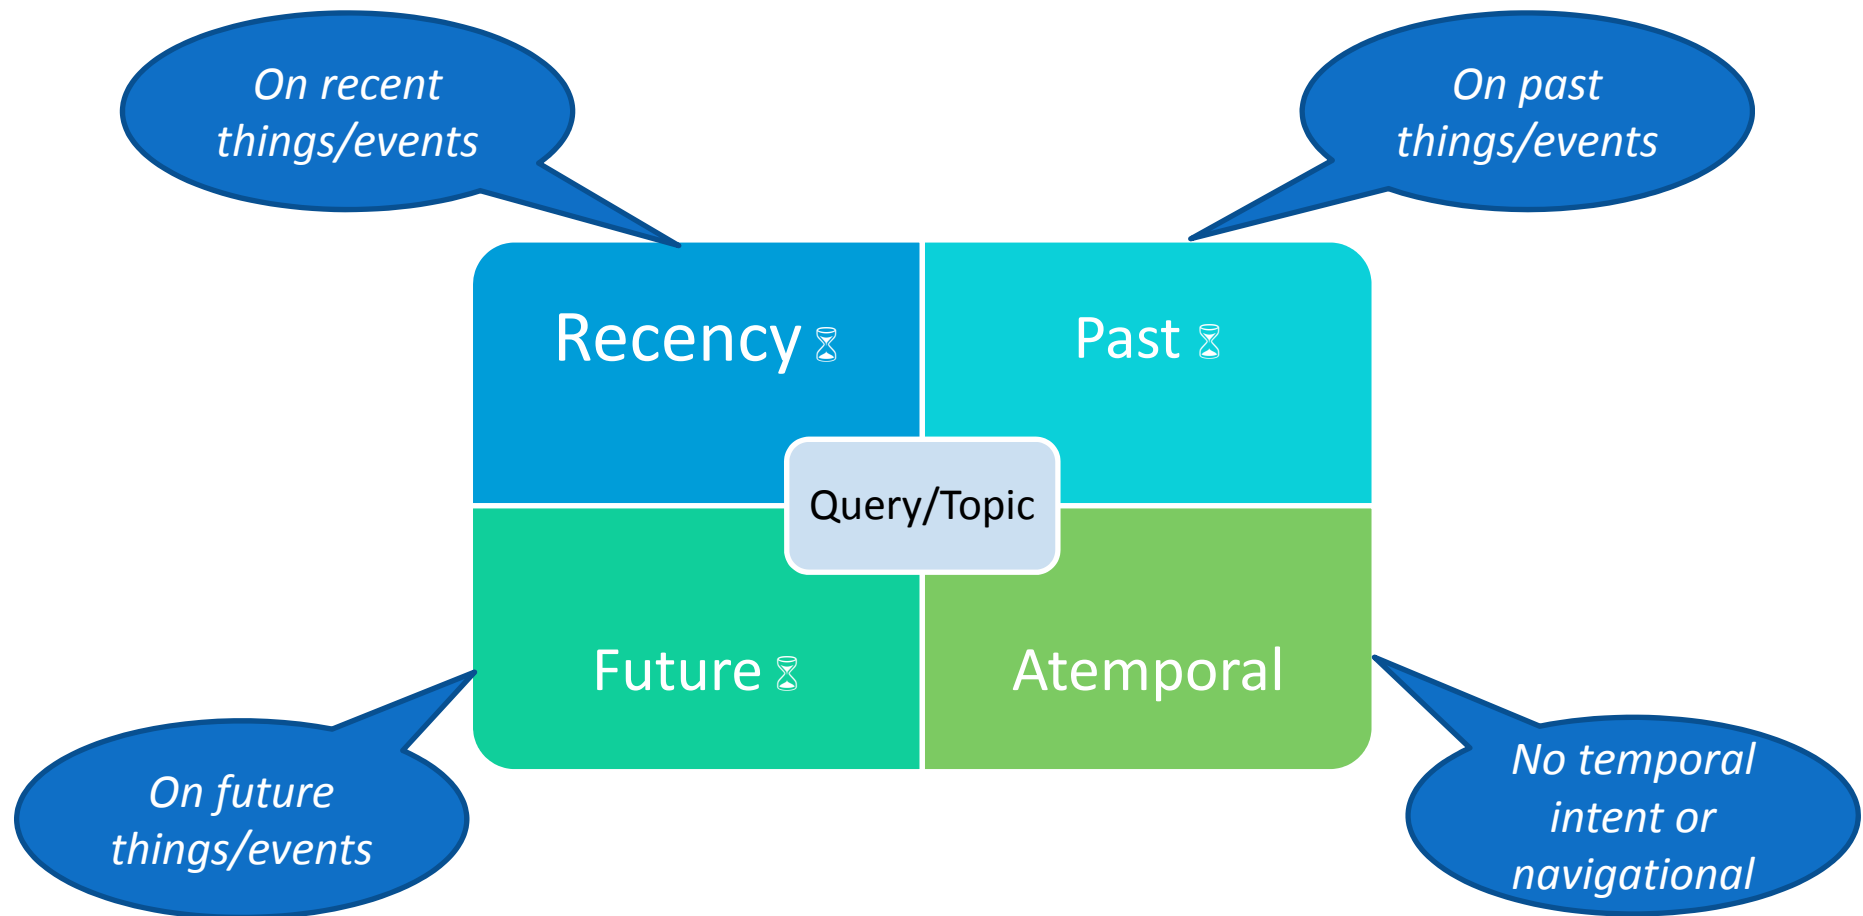 On recent
things/events
On past
things/events
Recency ⏳
Past ⏳
Query/Topic
Future ⏳
Atemporal
On future
things/events
No temporal
intent or
navigational